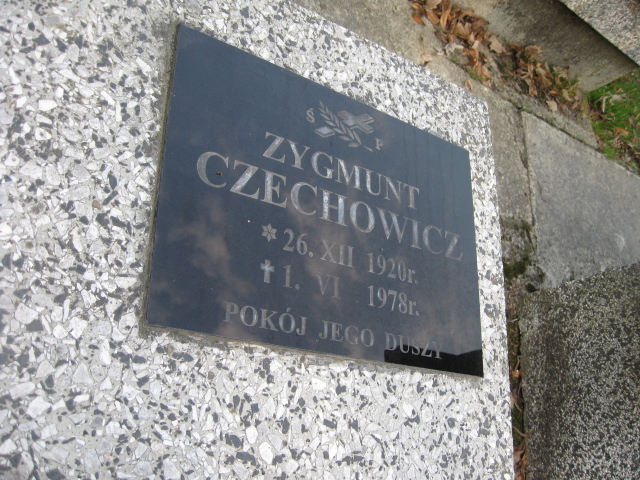 Ś P
ZYGMUNT
CZECHOWICZ
26. XII 1920r.
1. VI 1978r.
POKÓJ JEGO DUSZY